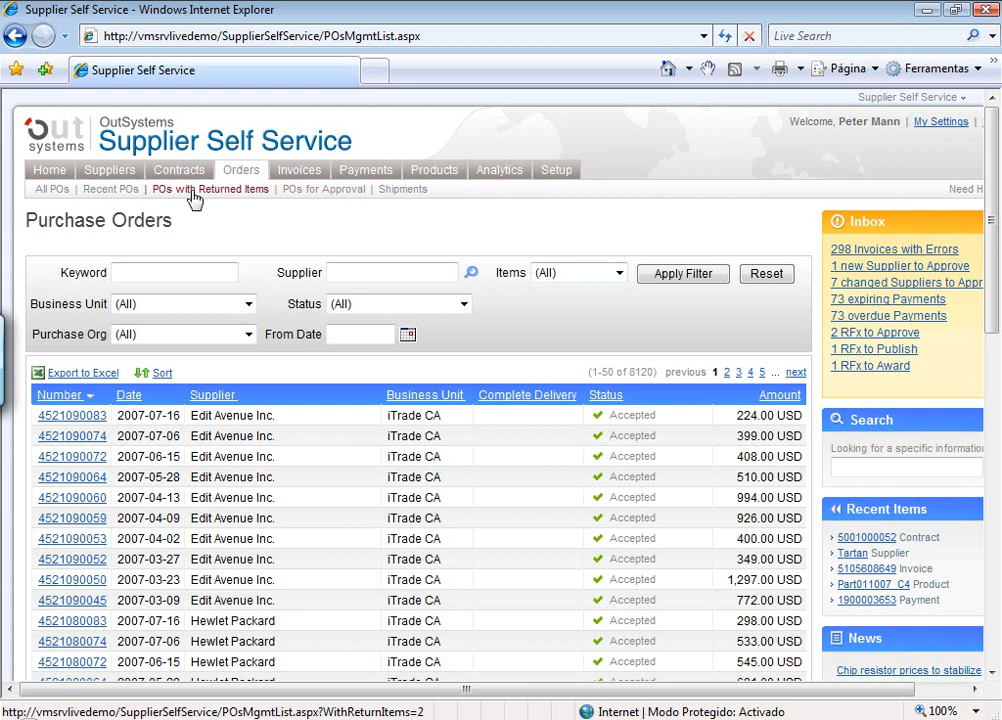 Supplier Self Service - Windows Internet Explorer
http://vmsrvlivedemo/SupplierSelfService/POsMgmtList.aspx
Live Search
Supplier Self Service
Página
Ferramentas
Supplier Self Service
out systems
OutSystems
Supplier Self Service
Welcome, Peter Mann | My Settings |
Home Suppliers Contracts Orders Invoices Payments Products Analytics Setup
All POs | Recent POs | POs with Returned Items | POs for Approval | Shipments
Need H
Purchase Orders
Keyword Supplier Items (All) Apply Filter Reset
Business Unit (All) Status (All)
Purchase Org (All) From Date
Export to Excel Sort (1-50 of 8120) previous 1 2 3 4 5 ... next
Number Date Supplier Business Unit Complete Delivery Status Amount
4521090083 2007-07-16 Edit Avenue Inc. iTrade CA Accepted 224.00 USD
4521090074 2007-07-06 Edit Avenue Inc. iTrade CA Accepted 399.00 USD
4521090072 2007-06-15 Edit Avenue Inc. iTrade CA Accepted 408.00 USD
4521090064 2007-05-28 Edit Avenue Inc. iTrade CA Accepted 510.00 USD
4521090060 2007-04-13 Edit Avenue Inc. iTrade CA Accepted 994.00 USD
4521090059 2007-04-09 Edit Avenue Inc. iTrade CA Accepted 926.00 USD
4521090053 2007-04-02 Edit Avenue Inc. iTrade CA Accepted 400.00 USD
4521090052 2007-03-27 Edit Avenue Inc. iTrade CA Accepted 349.00 USD
4521090050 2007-03-23 Edit Avenue Inc. iTrade CA Accepted 1,297.00 USD
4521090045 2007-03-09 Edit Avenue Inc. iTrade CA Accepted 772.00 USD
4521080083 2007-07-16 Hewlet Packard iTrade CA Accepted 298.00 USD
4521080074 2007-07-06 Hewlet Packard iTrade CA Accepted 533.00 USD
4521080072 2007-06-15 Hewlet Packard iTrade CA Accepted 545.00 USD
Inbox
298 Invoices with Errors
1 new Supplier to Approve
7 changed Suppliers to Appr
73 expiring Payments
73 overdue Payments
2 RFx to Approve
1 RFx to Publish
1 RFx to Award
Search
Looking for a specific informatio
Recent Items
5001000052 Contract
Tartan Supplier
5105608649 Invoice
Part011007_C4 Product
1900003653 Payment
News
Chip resistor prices to stabilize
http://vmsrvlivedemo/SupplierSelfService/POsMgmtList.aspx?WithReturnItems=2
Internet | Modo Protegido: Activado
100%